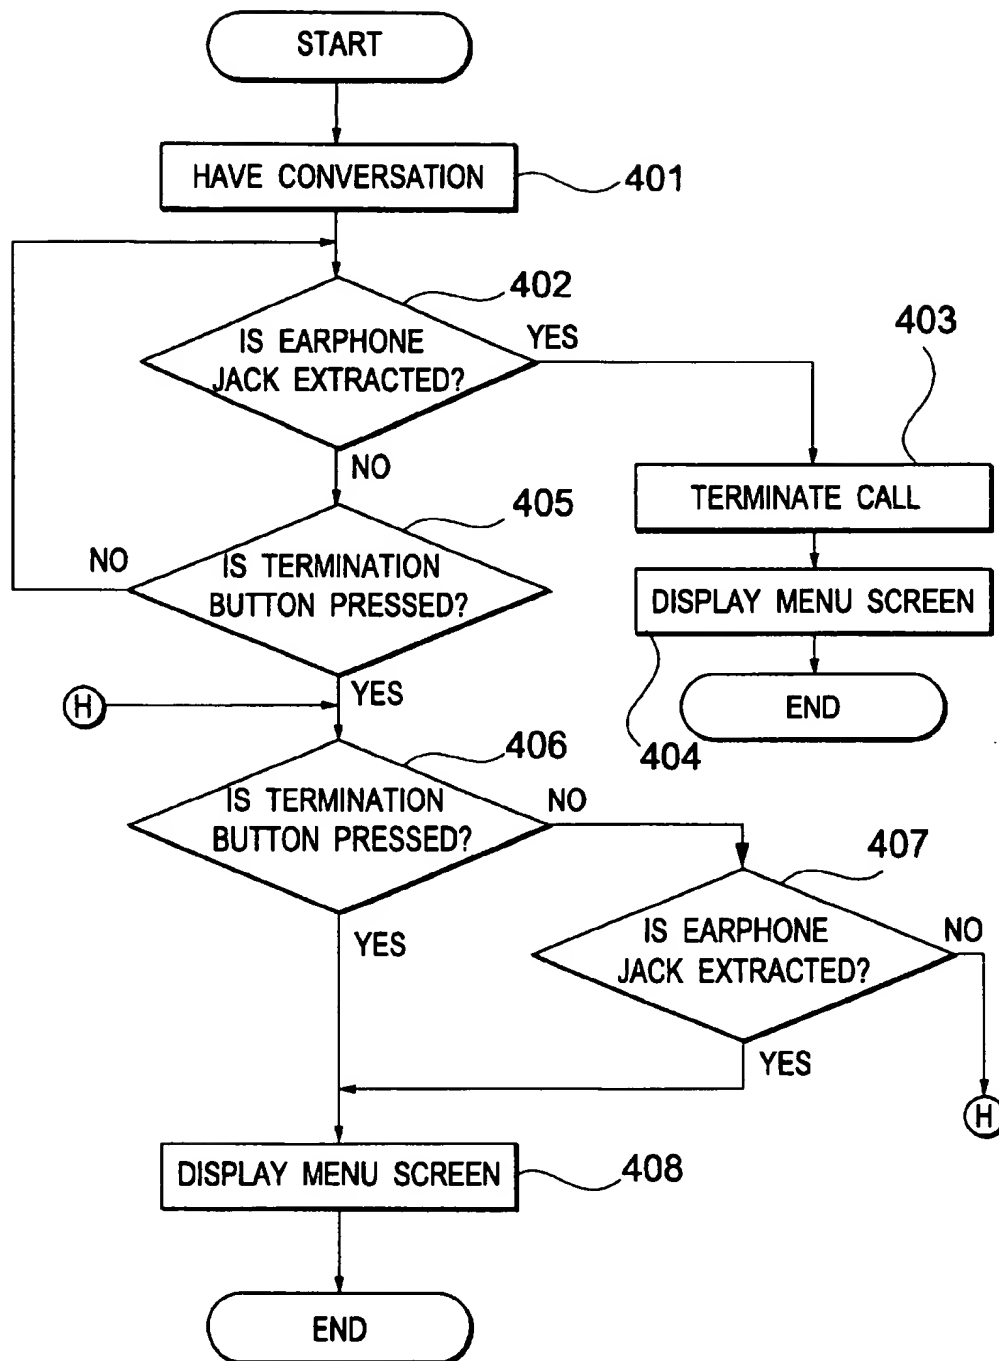 START
HAVE CONVERSATION
401
402
IS EARPHONE
JACK EXTRACTED?
YES
403
NO
TERMINATE CALL
405
NO
IS TERMINATION
BUTTON PRESSED?
DISPLAY MENU SCREEN
YES
H
END
404
406
IS TERMINATION
BUTTON PRESSED?
NO
407
YES
IS EARPHONE
JACK EXTRACTED?
NO
YES
H
DISPLAY MENU SCREEN
408
END